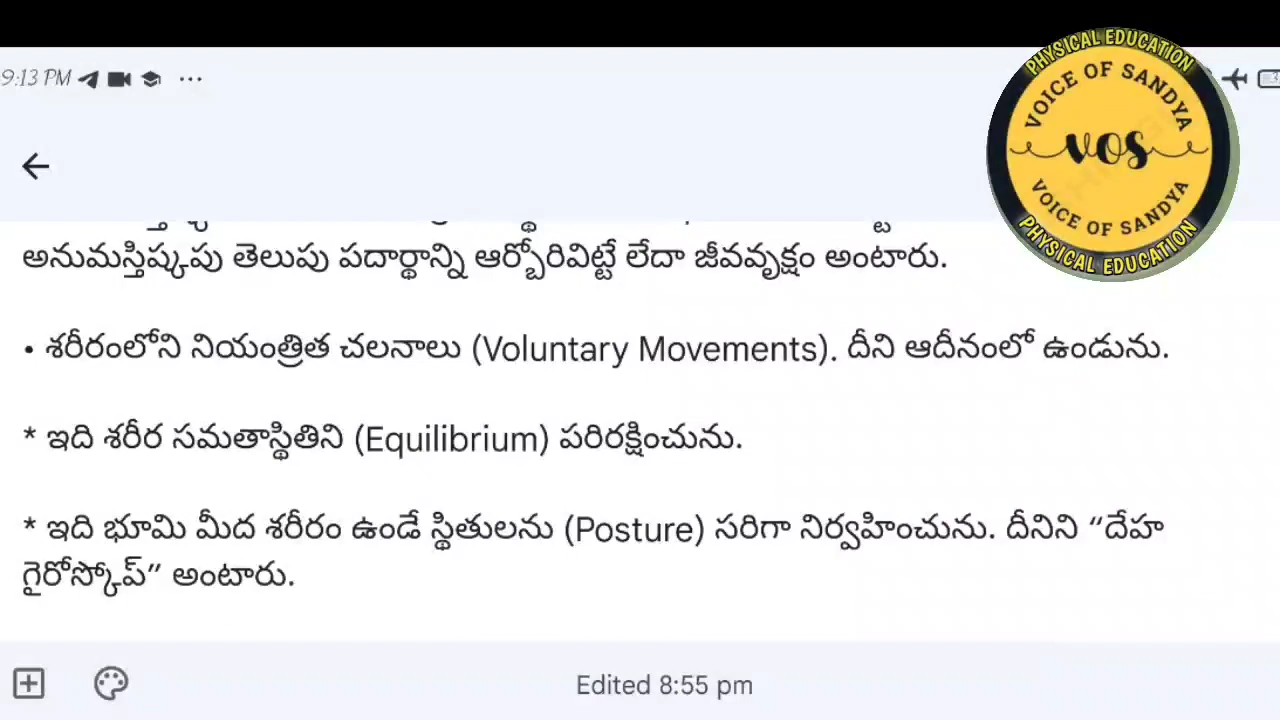 PHYSICAL EDUCATION
VOICE OF SANDYA
9:13 PM
vos
VOICE OF SANDYA
PHYSICAL EDUCATION
అనుమస్తిష్కపు తెలుపు పదార్థాన్ని ఆర్బోరివిట్టే లేదా జీవవృక్షం అంటారు.
• శరీరంలోని నియంత్రిత చలనాలు (Voluntary Movements). దీని ఆదీనంలో ఉండును.
* ఇది శరీర సమతాస్థితిని (Equilibrium) పరిరక్షించును.
* ఇది భూమి మీద శరీరం ఉండే స్థితులను (Posture) సరిగా నిర్వహించును. దీనిని “దేహ
గైరోస్కోప్” అంటారు.
Edited 8:55 pm